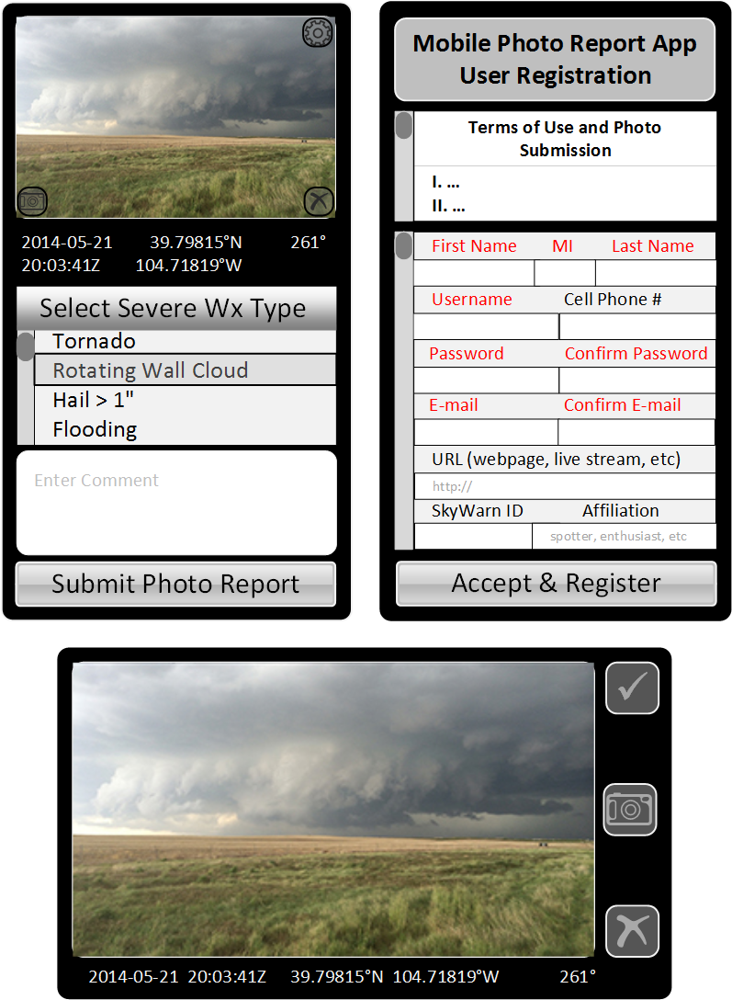 2014-05-21 39.79815°N 261°
20:03:41Z 104.71819°W
Select Severe Wx Type
Tornado
Rotating Wall Cloud
Hail > 1"
Flooding
Enter Comment
Submit Photo Report
Mobile Photo Report App
User Registration
Terms of Use and Photo
Submission
I. ...
II. ...
First Name MI Last Name
Username Cell Phone #
Password Confirm Password
E-mail Confirm E-mail
URL (webpage, live stream, etc)
http://
SkyWarn ID Affiliation
spotter, enthusiast, etc
Accept & Register
2014-05-21 20:03:41Z 39.79815°N 104.71819°W 261°